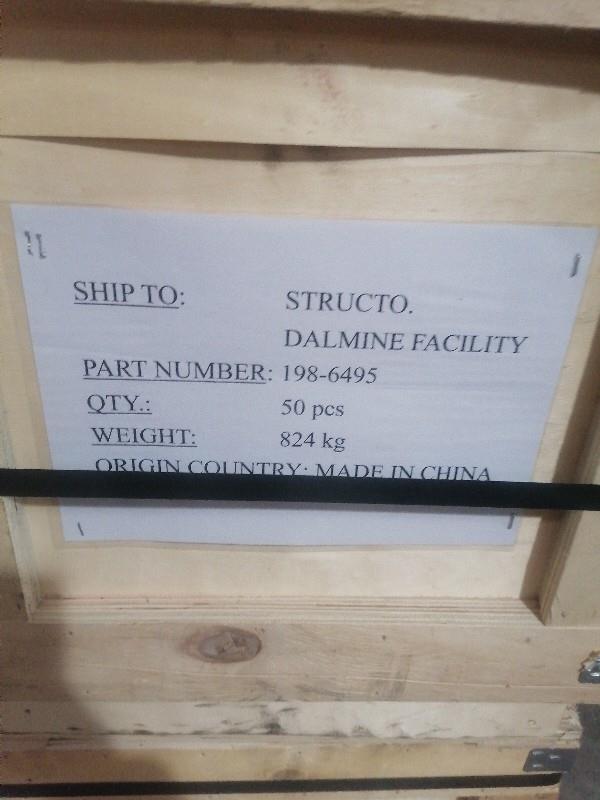 SHIP TO: STRUCTO.
DALMINE FACILITY
PART NUMBER: 198-6495
QTY.: 50 pcs
WEIGHT: 824 kg
ORIGIN COUNTRY: MADE IN CHINA